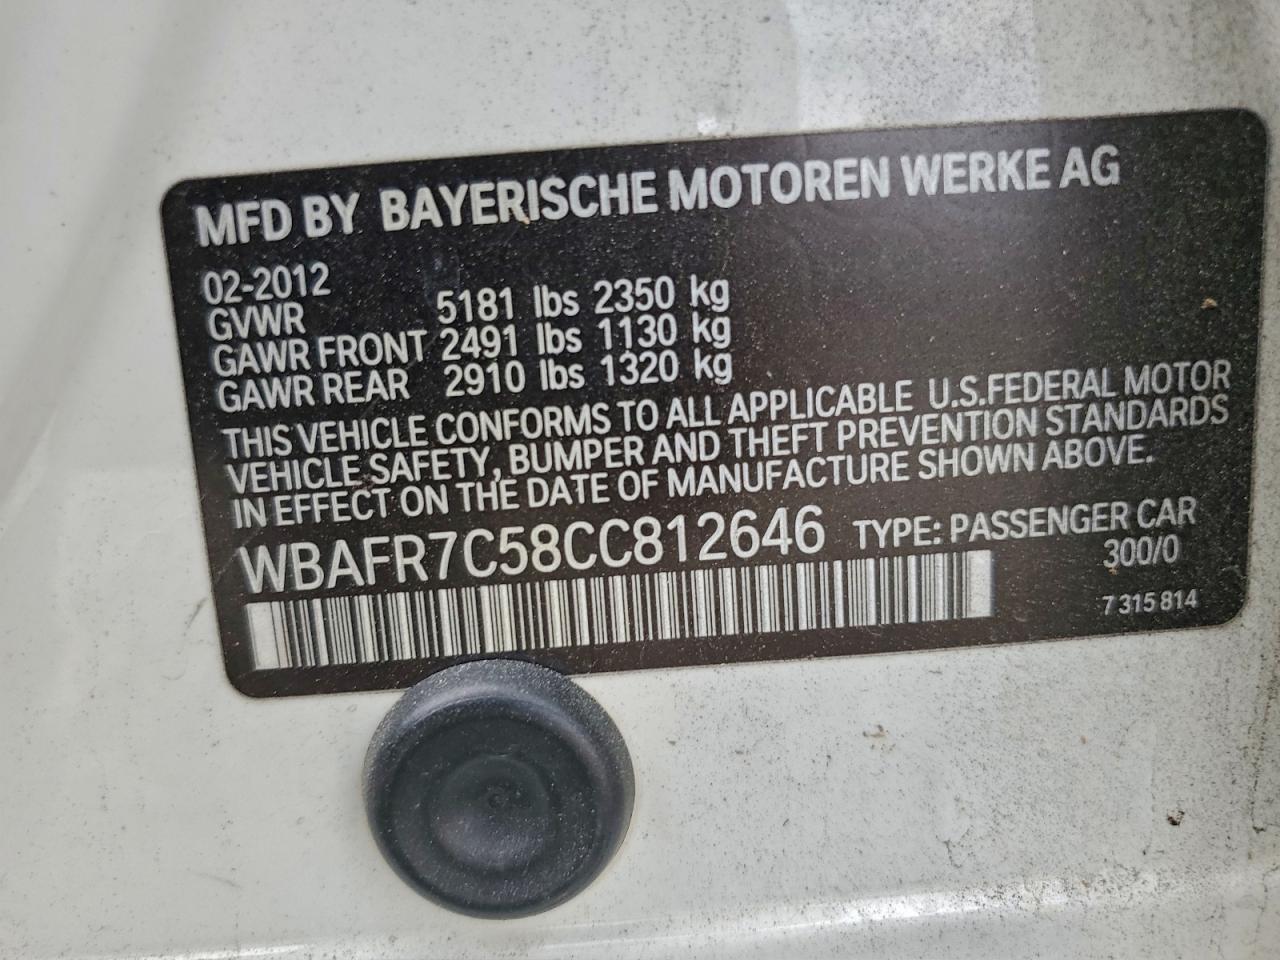 MFD BY BAYERISCHE MOTOREN WERKE AG
02-2012
GVWR 5181 lbs 2350 kg
GAWR FRONT 2491 lbs 1130 kg
GAWR REAR 2910 lbs 1320 kg
THIS VEHICLE CONFORMS TO ALL APPLICABLE U.S.FEDERAL MOTOR
VEHICLE SAFETY, BUMPER AND THEFT PREVENTION STANDARDS
IN EFFECT ON THE DATE OF MANUFACTURE SHOWN ABOVE.
WBAFR7C58CC812646 TYPE: PASSENGER CAR
300/0
7 315 814